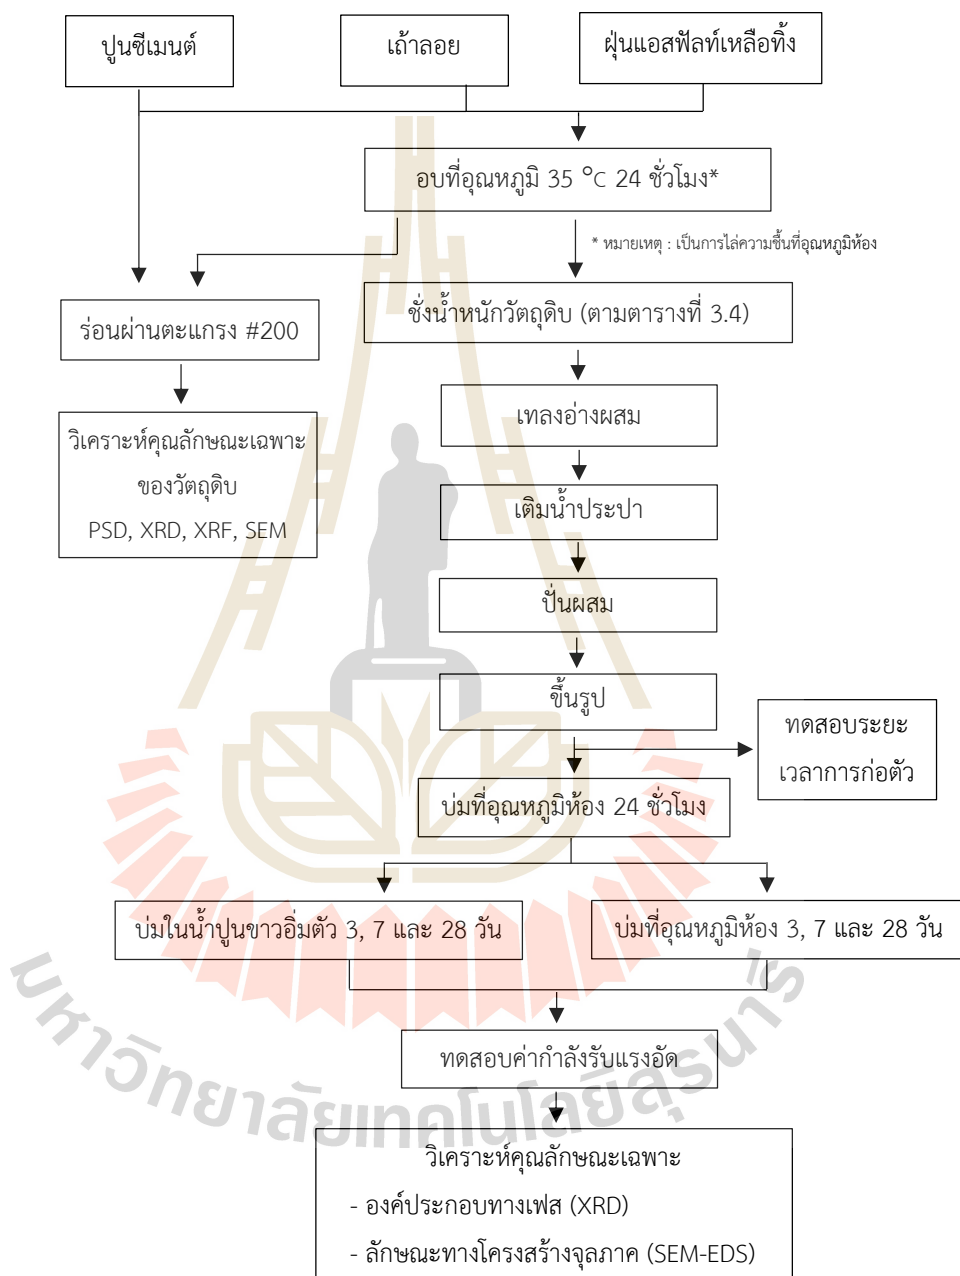 ปูนซีเมนต์
เถ้าลอย
ฝุ่นแอสฟัลท์เหลือทิ้ง
อบที่อุณหภูมิ 35 °C 24 ชั่วโมง*
* หมายเหตุ : เป็นการไล่ความชื้นที่อุณหภูมิห้อง
ร่อนผ่านตะแกรง #200
ชั่งน้ำหนักวัตถุดิบ (ตามตารางที่ 3.4)
วิเคราะห์คุณลักษณะเฉพาะ
ของวัตถุดิบ
PSD, XRD, XRF, SEM
เทลงอ่างผสม
เติมน้ำประปา
ปั่นผสม
ขึ้นรูป
ทดสอบระยะ
เวลาการก่อตัว
บ่มที่อุณหภูมิห้อง 24 ชั่วโมง
บ่มในน้ำปูนขาวอิ่มตัว 3, 7 และ 28 วัน
บ่มที่อุณหภูมิห้อง 3, 7 และ 28 วัน
ทดสอบค่ากำลังรับแรงอัด
วิเคราะห์คุณลักษณะเฉพาะ
- องค์ประกอบทางเฟส (XRD)
- ลักษณะทางโครงสร้างจุลภาค (SEM-EDS)
มหาวิทยาลัยเทคโนโลยีสุรนารี